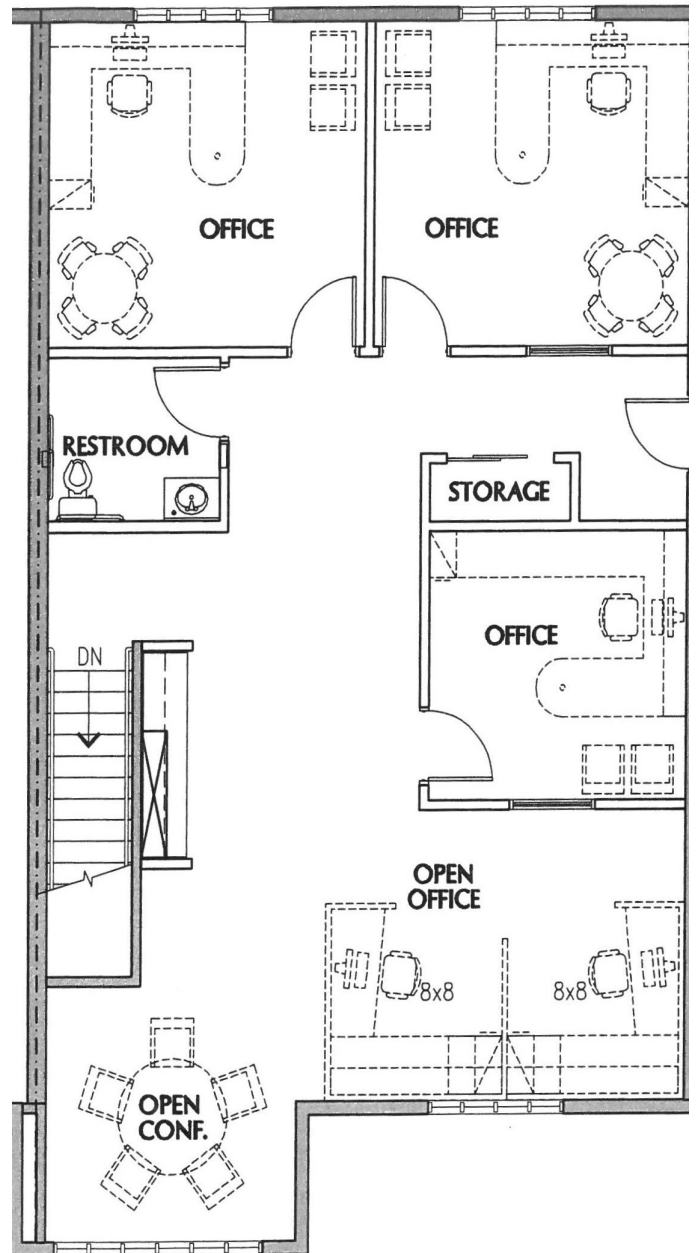 OFFICE
OFFICE
RESTROOM
STORAGE
OFFICE
DN
OPEN
OFFICE
8x8
8x8
OPEN
CONF.